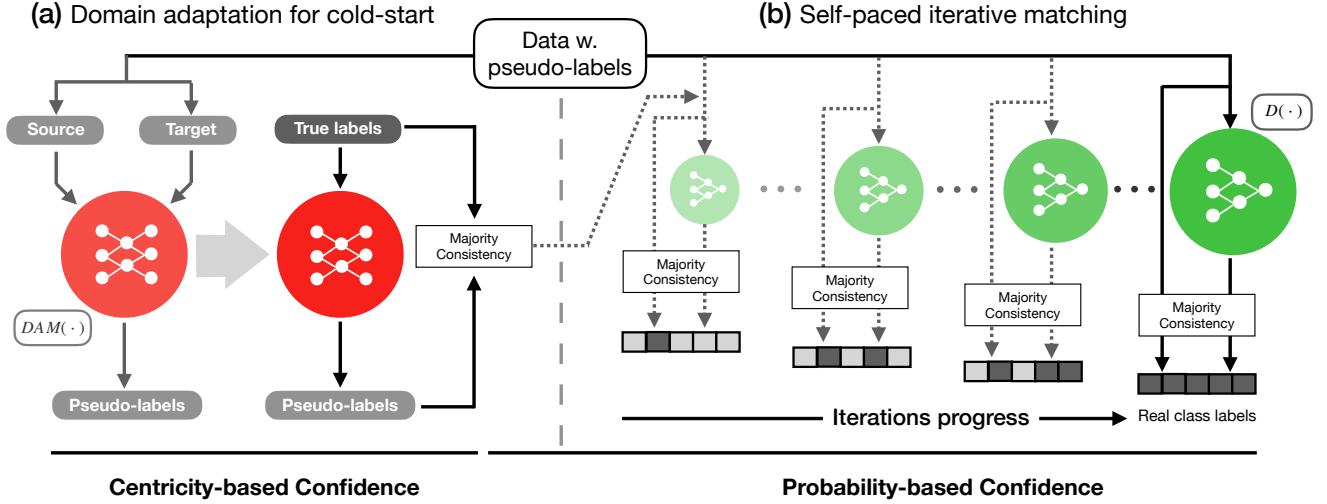 (a) Domain adaptation for cold-start
(b) Self-paced iterative matching
Data w.
pseudo-labels
Source
Target
True labels
D( · )
Majority
Consistency
DAM( · )
Pseudo-labels
Pseudo-labels
Majority
Consistency
Majority
Consistency
Majority
Consistency
Majority
Consistency
Iterations progress
Real class labels
Centricity-based Confidence
Probability-based Confidence